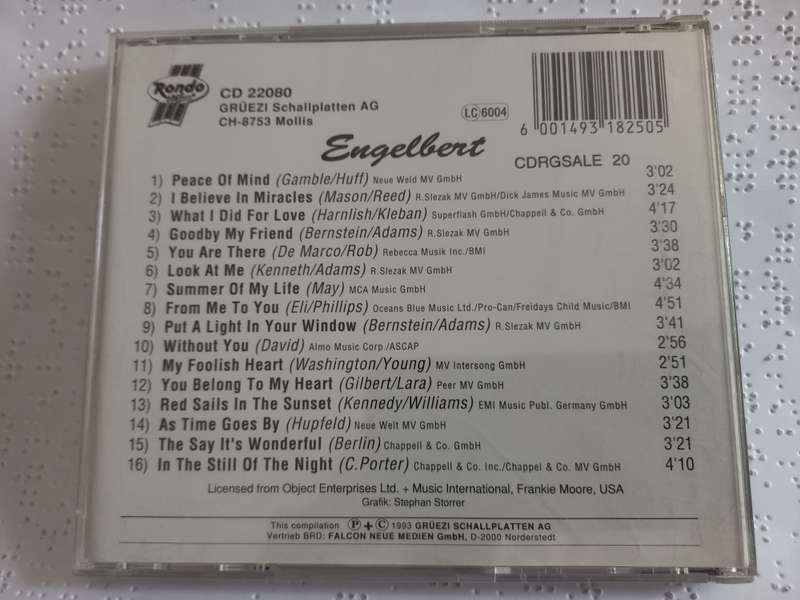 Rondo
CD 22080
GRÜEZI Schallplatten AG
CH-8753 Mollis
LC 6004
6 001493 182505
Engelbert
CDRGSALE 20
1) Peace Of Mind (Gamble/Huff) Neue Weld MV GmbH 3'02
2) I Believe In Miracles (Mason/Reed) R.Slezak MV GmbH/Dick James Music MV GmbH 3'24
3) What I Did For Love (Harnlish/Kleban) Superflash GmbH/Chappell & Co. GmbH 4'17
4) Goodby My Friend (Bernstein/Adams) R.Slezak MV GmbH 3'30
5) You Are There (De Marco/Rob) Rebecca Musik Inc./BMI 3'38
6) Look At Me (Kenneth/Adams) R.Slezak MV GmbH 3'02
7) Summer Of My Life (May) MCA Music GmbH 4'34
8) From Me To You (Eli/Phillips) Oceans Blue Music Ltd./Pro-Can/Freidays Child Music/BMI 4'51
9) Put A Light In Your Window (Bernstein/Adams) R.Slezak MV GmbH 3'41
10) Without You (David) Almo Music Corp./ASCAP 2'56
11) My Foolish Heart (Washington/Young) MV Intersong GmbH 2'51
12) You Belong To My Heart (Gilbert/Lara) Peer MV GmbH 3'38
13) Red Sails In The Sunset (Kennedy/Williams) EMI Music Publ. Germany GmbH 3'03
14) As Time Goes By (Hupfeld) Neue Welt MV GmbH 3'21
15) The Say It's Wonderful (Berlin) Chappell & Co. GmbH 3'21
16) In The Still Of The Night (C.Porter) Chappell & Co. Inc./Chappel & Co. MV GmbH 4'10
Licensed from Object Enterprises Ltd. + Music International, Frankie Moore, USA
Grafik: Stephan Storrer
This compilation Ⓟ + © 1993 GRÜEZI SCHALLPLATTEN AG
Vertrieb BRD: FALCON NEUE MEDIEN GmbH, D-2000 Norderstedt